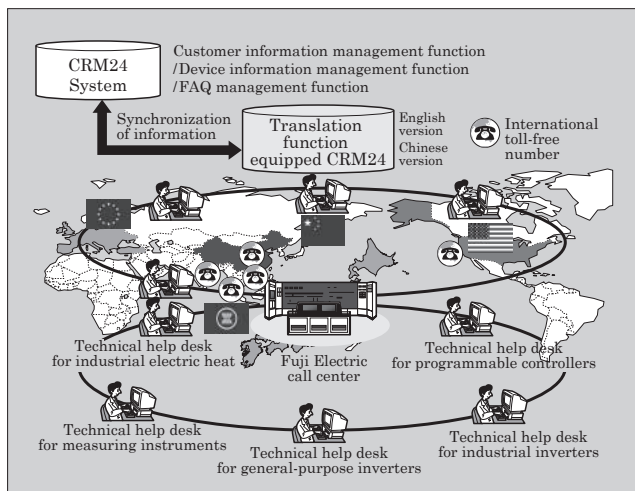 CRM24
System
Customer information management function
/Device information management function
/FAQ management function
Synchronization
of information
Translation
function
equipped CRM24
English
version
Chinese
version
International
toll-free
number
Technical help desk
for industrial electric heat
Fuji Electric
call center
Technical help desk
for programmable controllers
Technical help desk
for measuring instruments
Technical help desk
for general-purpose inverters
Technical help desk
for industrial inverters